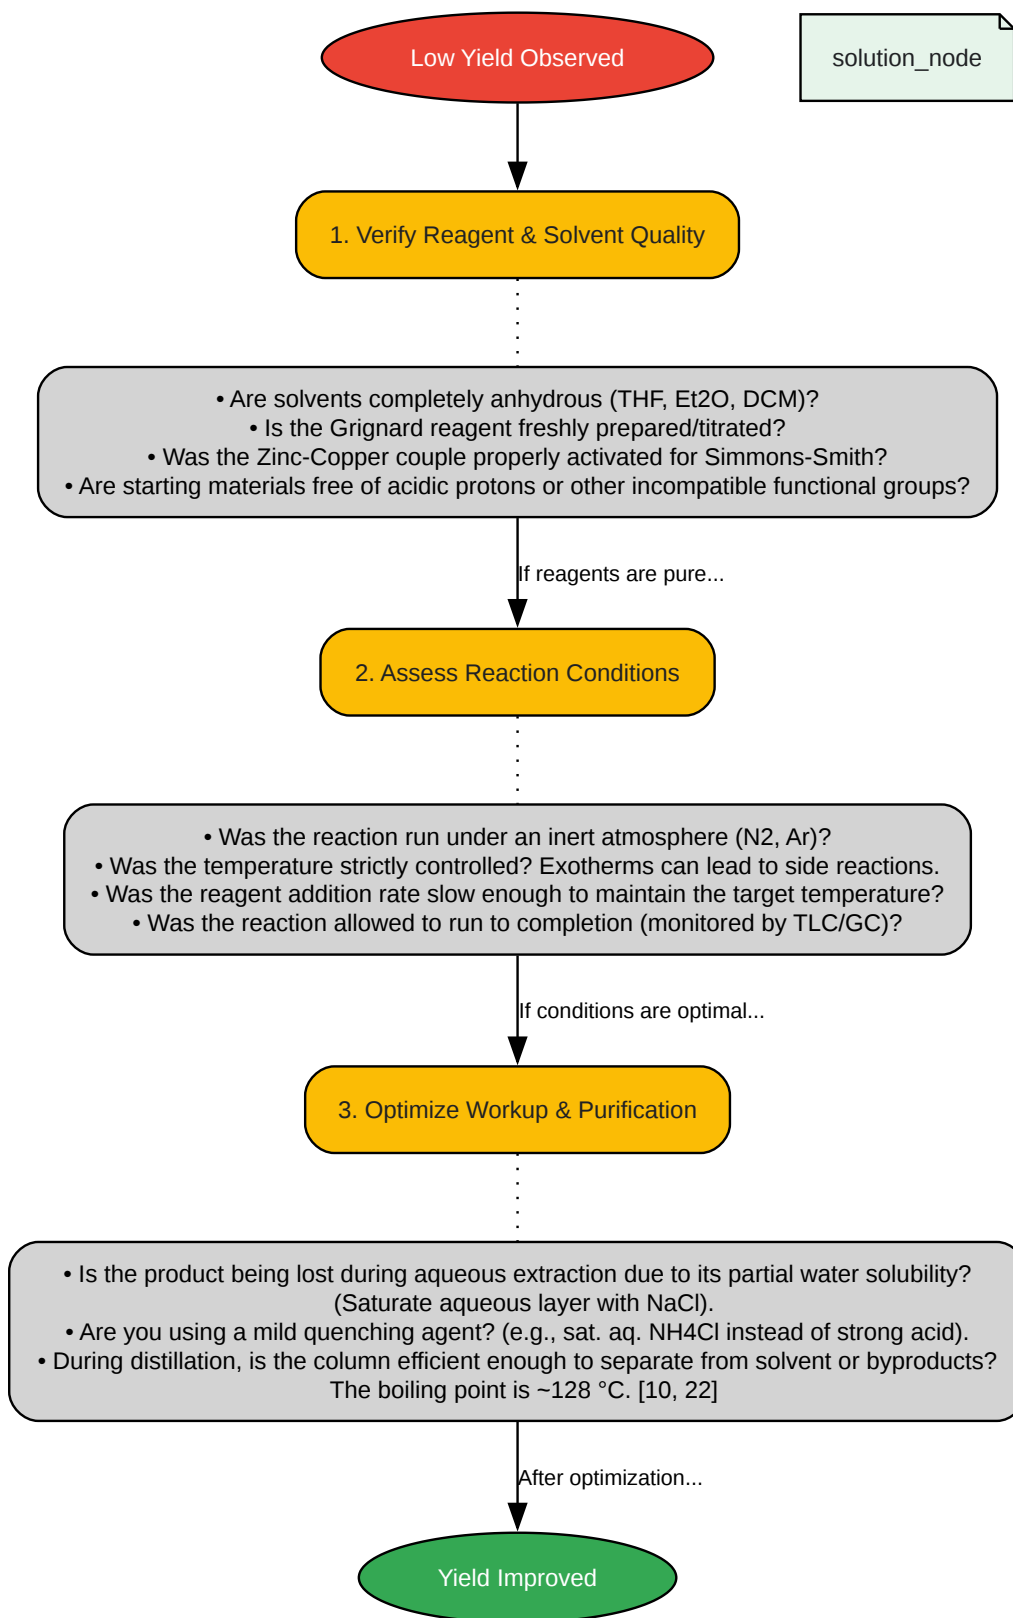 Low Yield Observed
solution_node
1. Verify Reagent & Solvent Quality
• Are solvents completely anhydrous (THF, Et2O, DCM)?
• Is the Grignard reagent freshly prepared/titrated?
• Was the Zinc-Copper couple properly activated for Simmons-Smith?
• Are starting materials free of acidic protons or other incompatible functional groups?
If reagents are pure...
2. Assess Reaction Conditions
• Was the reaction run under an inert atmosphere (N2, Ar)?
• Was the temperature strictly controlled? Exotherms can lead to side reactions.
• Was the reagent addition rate slow enough to maintain the target temperature?
• Was the reaction allowed to run to completion (monitored by TLC/GC)?
If conditions are optimal...
3. Optimize Workup & Purification
• Is the product being lost during aqueous extraction due to its partial water solubility?
(Saturate aqueous layer with NaCl).
• Are you using a mild quenching agent? (e.g., sat. aq. NH4Cl instead of strong acid).
• During distillation, is the column efficient enough to separate from solvent or byproducts?
The boiling point is ~128 °C. [10, 22]
After optimization...
Yield Improved